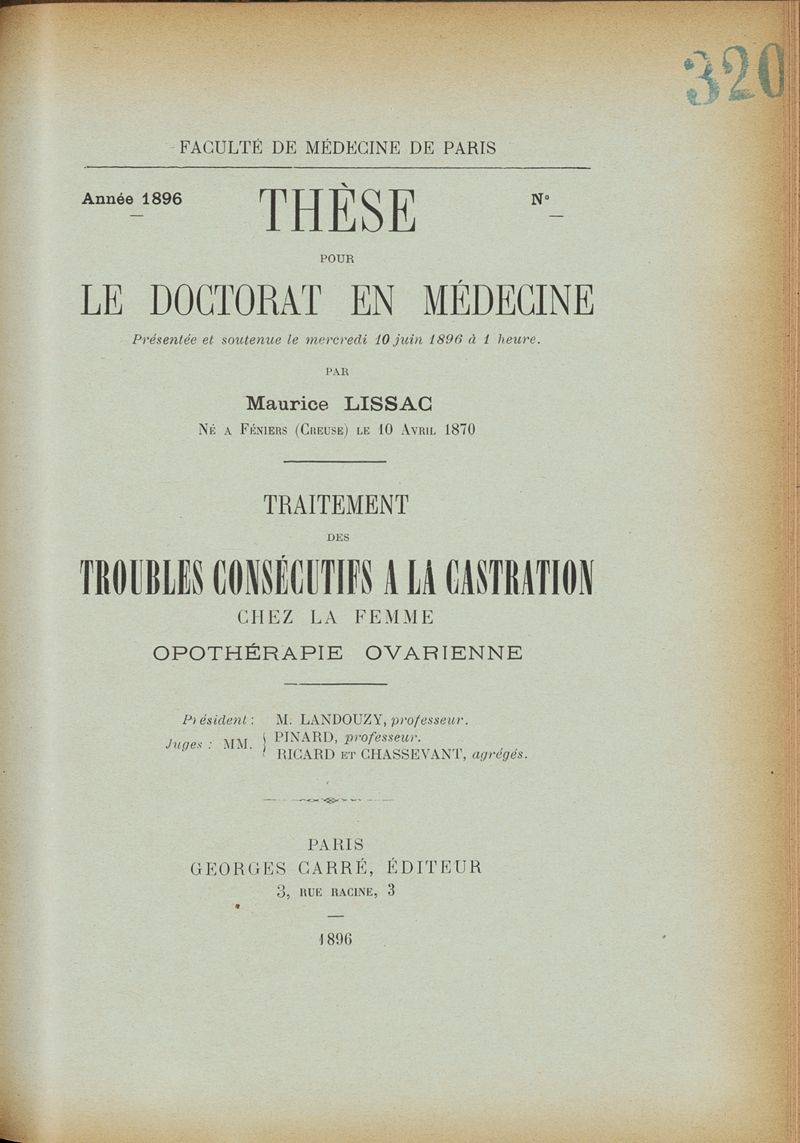 320
FACULTÉ DE MÉDECINE DE PARIS
Année 1896 THÈSE N°
POUR
LE DOCTORAT EN MÉDECINE
Présentée et soutenue le mercredi 10 juin 1896 à 1 heure.
PAR
Maurice LISSAC
NÉ A FÉNIERS (CREUSE) LE 10 AVRIL 1870
TRAITEMENT
DES
TROUBLES CONSÉCUTIFS A LA CASTRATION
CHEZ LA FEMME
OPOTHÉRAPIE OVARIENNE
Président : M. LANDOUZY, professeur.
Juges : MM. } PINARD, professeur.
RICARD ET CHASSEVANT, agrégés.
PARIS
GEORGES CARRÉ, ÉDITEUR
3, RUE RACINE, 3
1896